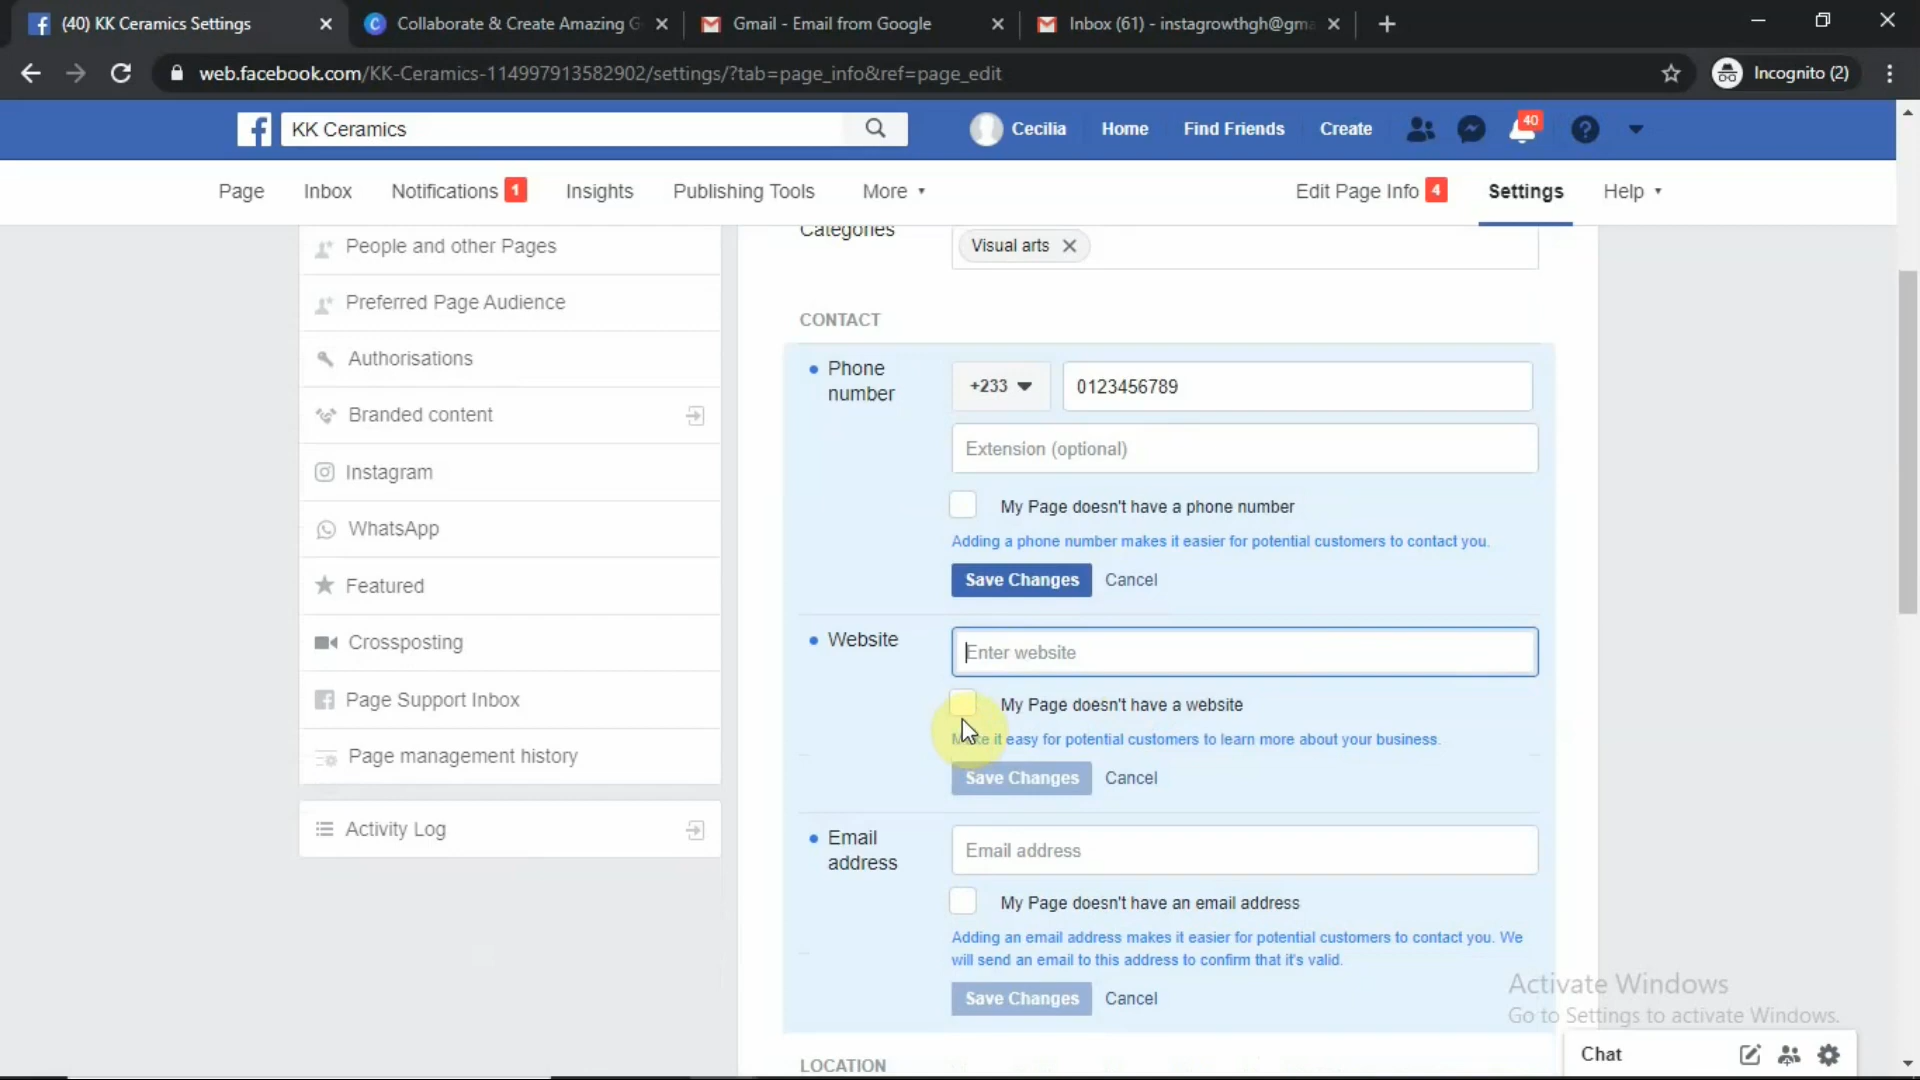 (40) KK Ceramics Settings
Collaborate & Create Amazing G
Gmail - Email from Google
Inbox (61) - instagrowthgh@gma
web.facebook.com/KK-Ceramics-114997913582902/settings/?tab=page_info&ref=page_edit
Incognito (2)
KK Ceramics
Cecilia
Home
Find Friends
Create
40
Page
Inbox
Notifications 1
Insights
Publishing Tools
More
Edit Page Info 4
Settings
Help
People and other Pages
Preferred Page Audience
Authorisations
Branded content
Instagram
WhatsApp
Featured
Crossposting
Page Support Inbox
Page management history
Activity Log
Categories
Visual arts
CONTACT
Phone number
+233
0123456789
Extension (optional)
My Page doesn't have a phone number
Adding a phone number makes it easier for potential customers to contact you.
Save Changes Cancel
Website
Enter website
My Page doesn't have a website
Make it easy for potential customers to learn more about your business.
Save Changes Cancel
Email address
Email address
My Page doesn't have an email address
Adding an email address makes it easier for potential customers to contact you. We
will send an email to this address to confirm that it's valid.
Save Changes Cancel
LOCATION
Activate Windows
Go to Settings to activate Windows.
Chat